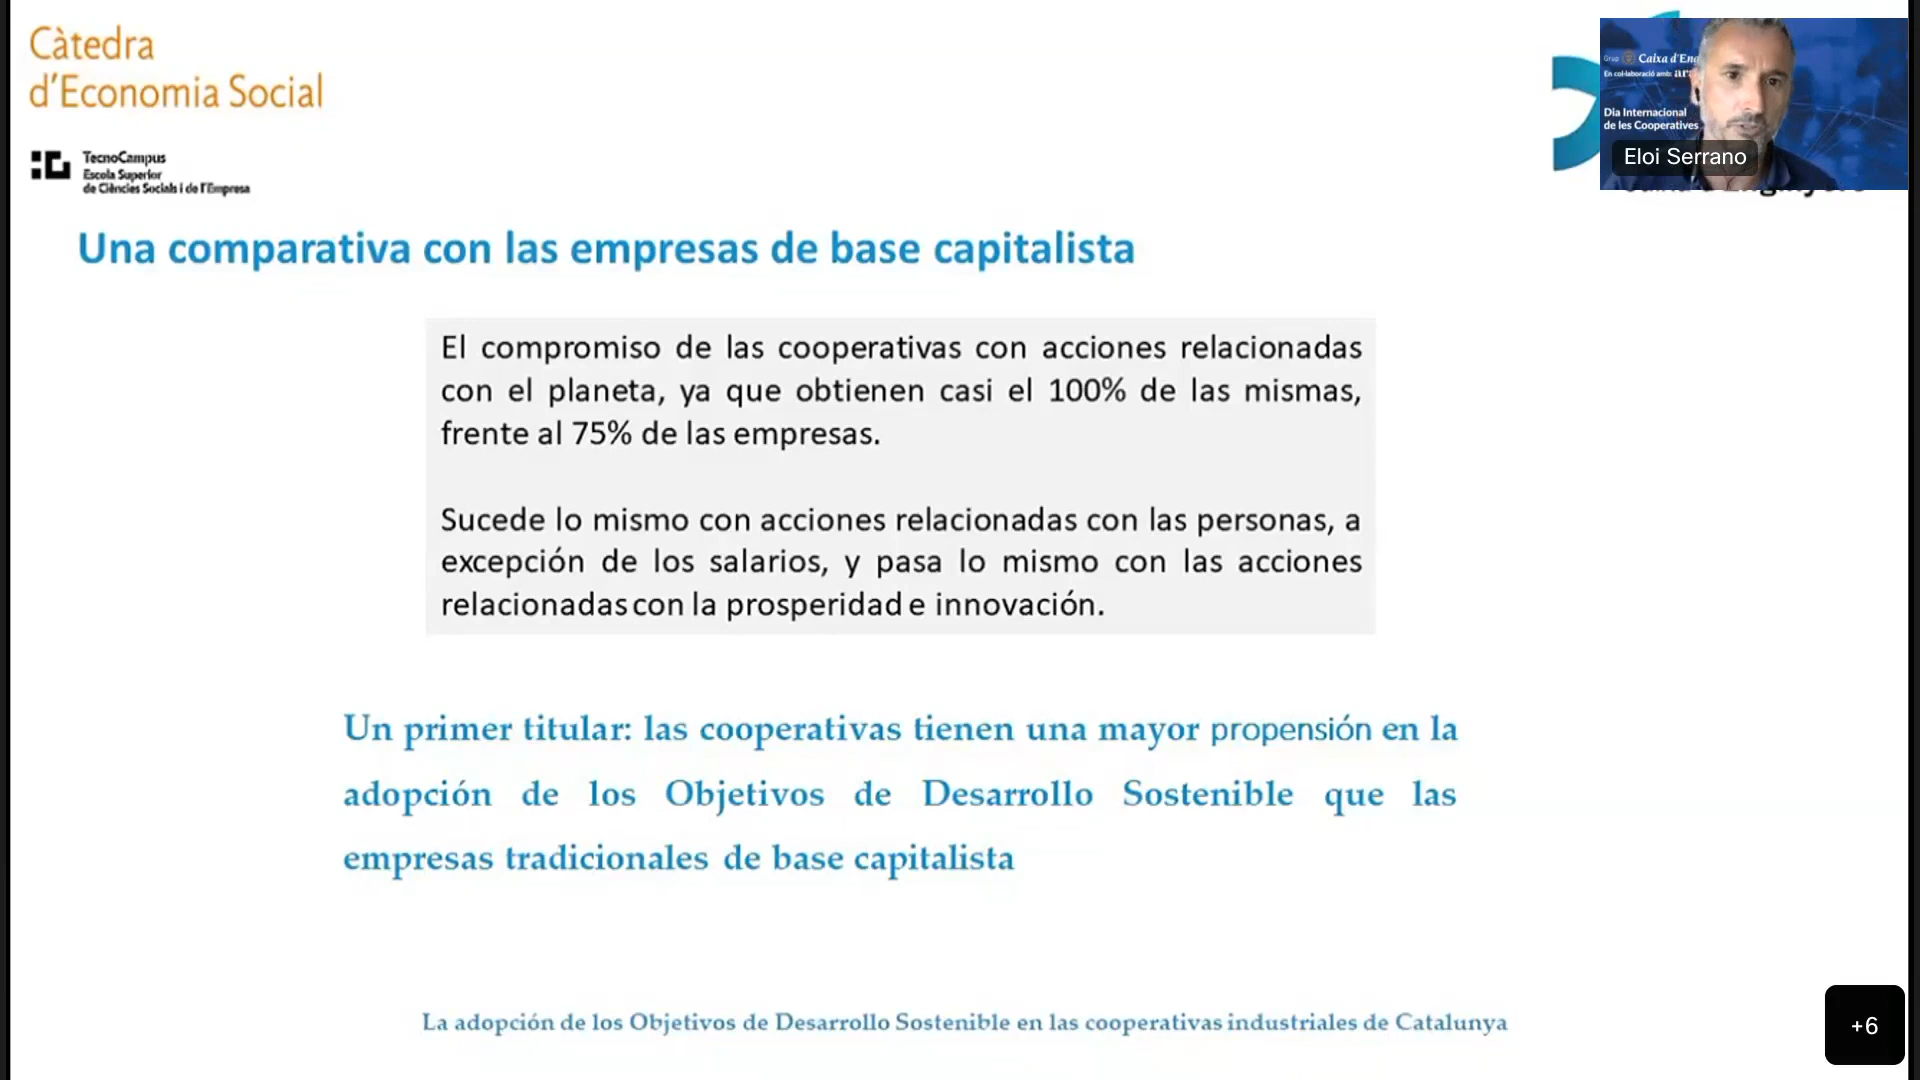 Càtedra
d'Economia Social
TecnoCampus
Escola Superior
de Ciències Socials i de l'Empresa
Grup Caixa d'Eng
En col·laboració amb: ara
Dia Internacional
de les Cooperatives
Eloi Serrano
Una comparativa con las empresas de base capitalista
El compromiso de las cooperativas con acciones relacionadas
con el planeta, ya que obtienen casi el 100% de las mismas,
frente al 75% de las empresas.
Sucede lo mismo con acciones relacionadas con las personas, a
excepción de los salarios, y pasa lo mismo con las acciones
relacionadas con la prosperidad e innovación.
Un primer titular: las cooperativas tienen una mayor propensión en la
adopción de los Objetivos de Desarrollo Sostenible que las
empresas tradicionales de base capitalista
La adopción de los Objetivos de Desarrollo Sostenible en las cooperativas industriales de Catalunya
+6